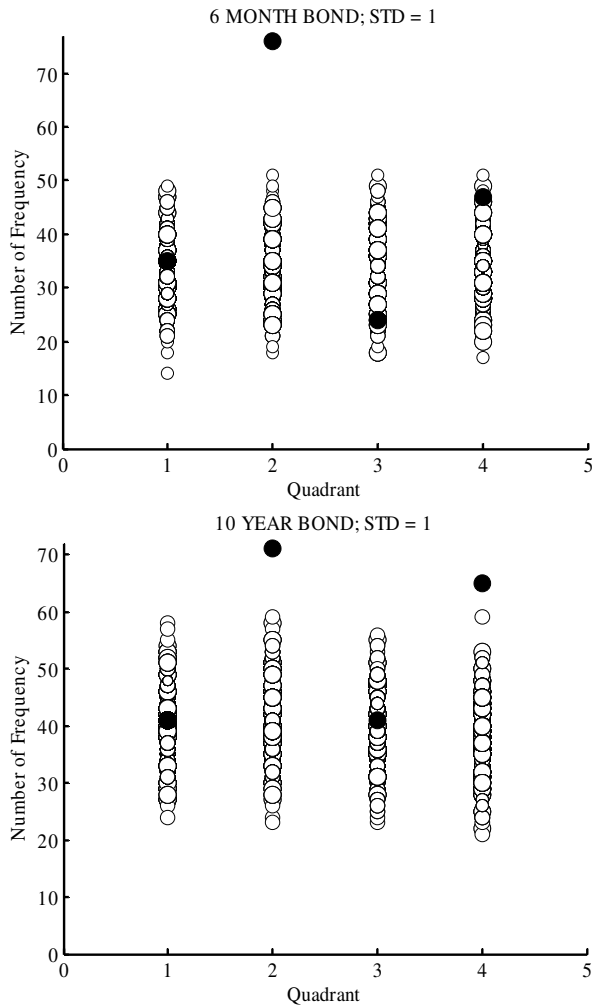 6 MONTH BOND; STD = 1
70
60
50
40
30
20
10
0
Number of Frequency
0 1 2 3 4 5
Quadrant
10 YEAR BOND; STD = 1
70
60
50
40
30
20
10
0
Number of Frequency
0 1 2 3 4 5
Quadrant